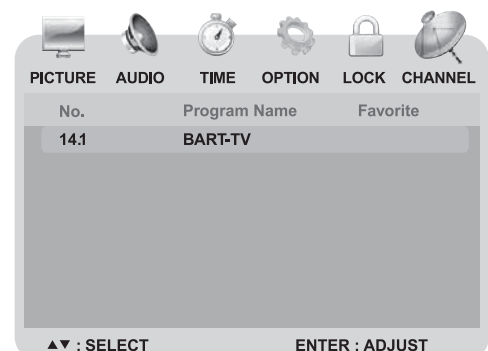 PICTURE AUDIO TIME OPTION LOCK CHANNEL
No. Program Name Favorite
14.1 BART-TV
▲▼ : SELECT ENTER : ADJUST